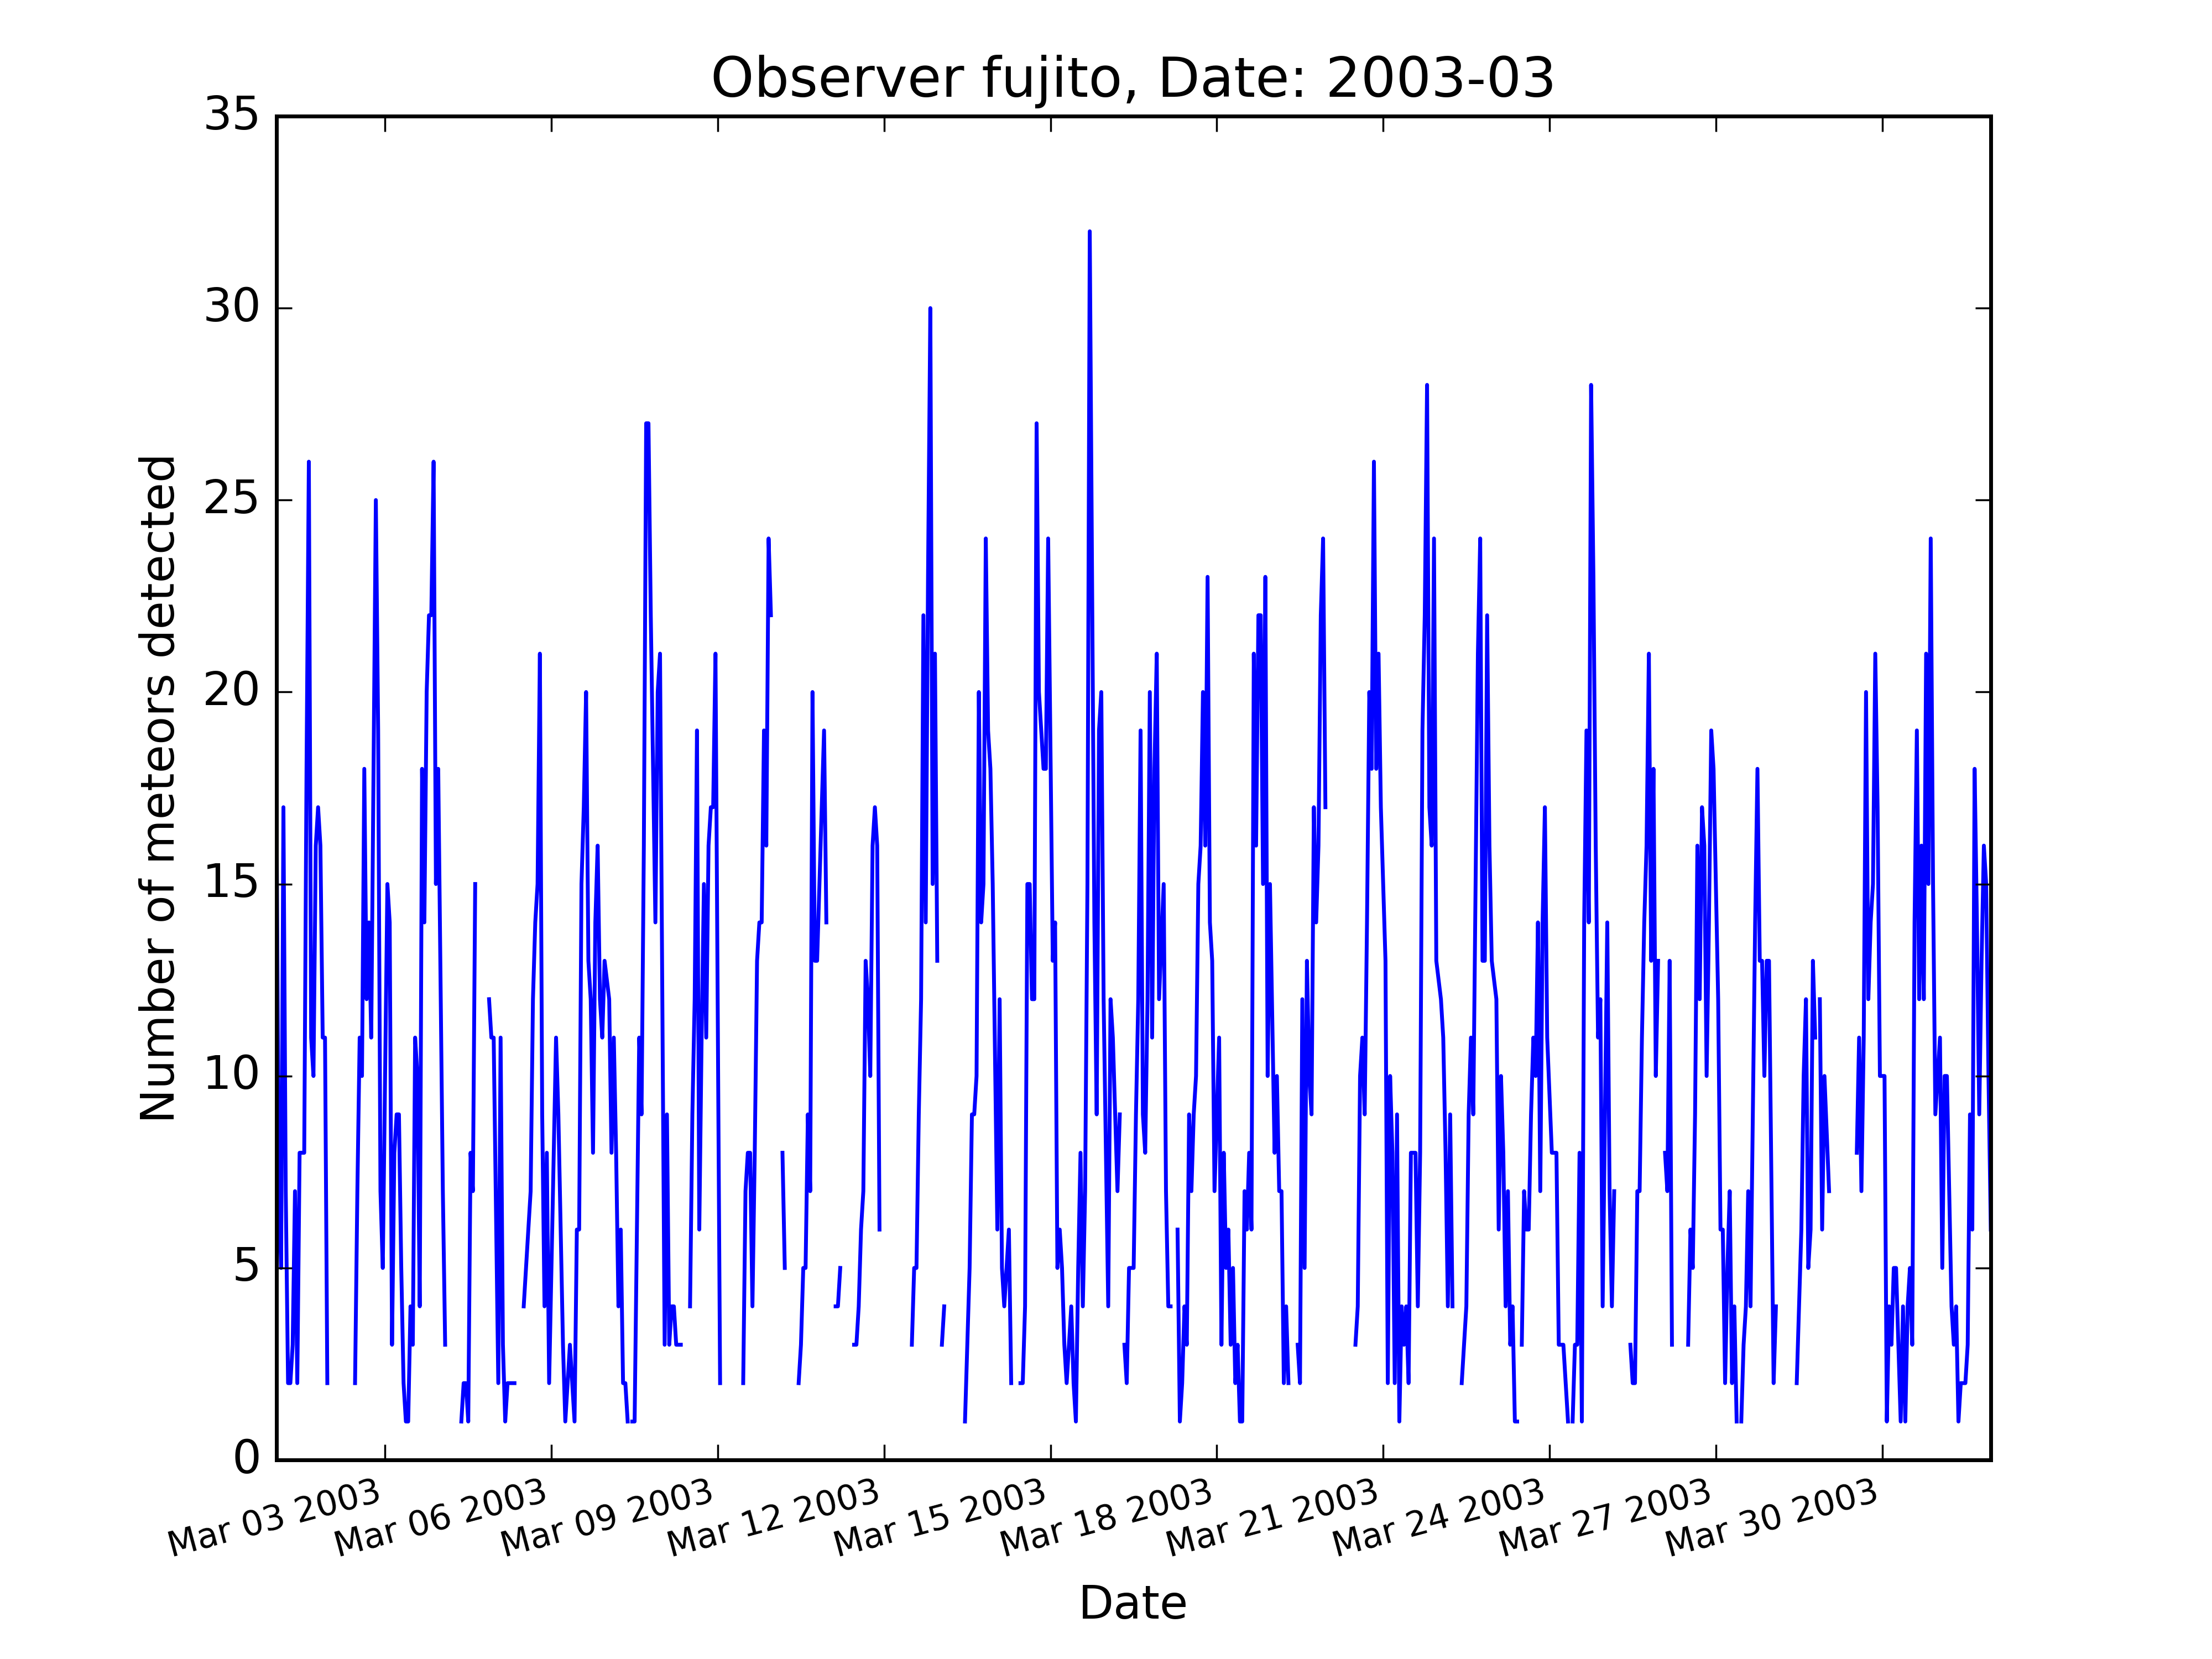 Observer fujito, Date: 2003-03
35
30
25
20
15
10
5
0
Number of meteors detected
Mar 03 2003
Mar 06 2003
Mar 09 2003
Mar 12 2003
Mar 15 2003
Mar 18 2003
Mar 21 2003
Mar 24 2003
Mar 27 2003
Mar 30 2003
Date